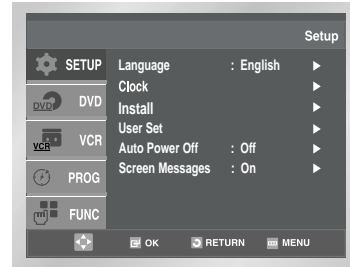 Setup
SETUP
Language : English ►
Clock ►
DVD DVD
Install ►
User Set ►
VCR VCR
Auto Power Off : Off ►
Screen Messages : On ►
PROG
FUNC
OK RETURN MENU